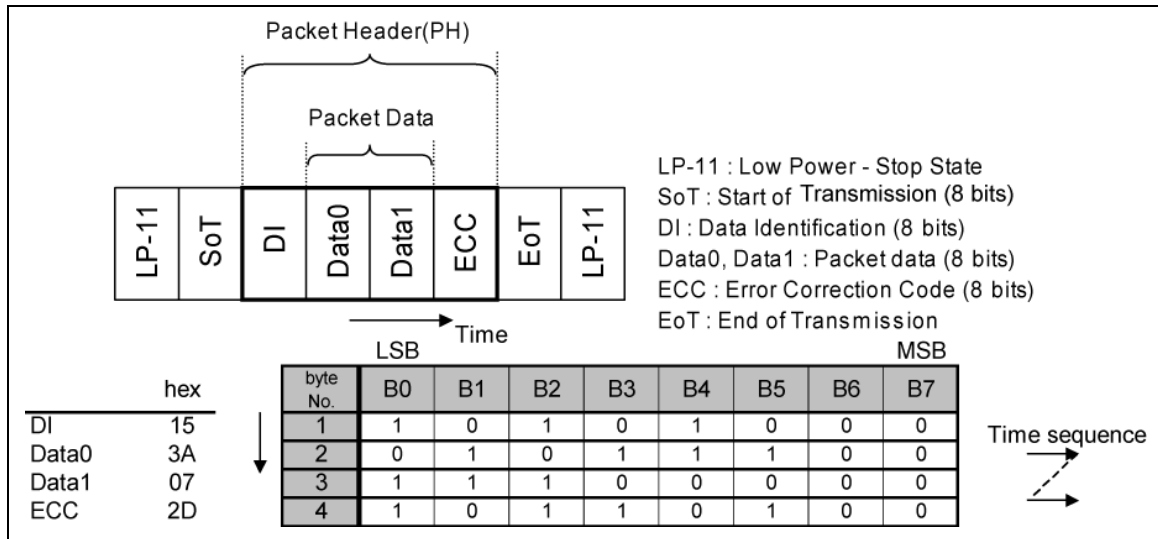 Packet Header(PH)
Packet Data
LP-11 SoT DI Data0 Data1 ECC EoT LP-11
Time
LP-11 : Low Power - Stop State
SoT : Start of Transmission (8 bits)
DI : Data Identification (8 bits)
Data0, Data1 : Packet data (8 bits)
ECC : Error Correction Code (8 bits)
EoT : End of Transmission
LSB MSB
hex
DI 15
Data0 3A
Data1 07
ECC 2D
byte No. B0 B1 B2 B3 B4 B5 B6 B7
1 1 0 1 0 1 0 0 0
2 0 1 0 1 1 1 0 0
3 1 1 1 0 0 0 0 0
4 1 0 1 1 0 1 0 0
Time sequence